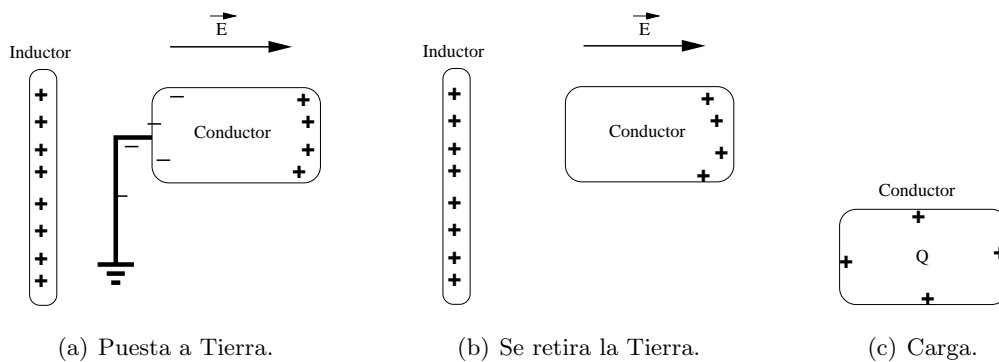 E
Inductor
Conductor
(a) Puesta a Tierra.
E
Inductor
Conductor
(b) Se retira la Tierra.
Conductor
Q
(c) Carga.